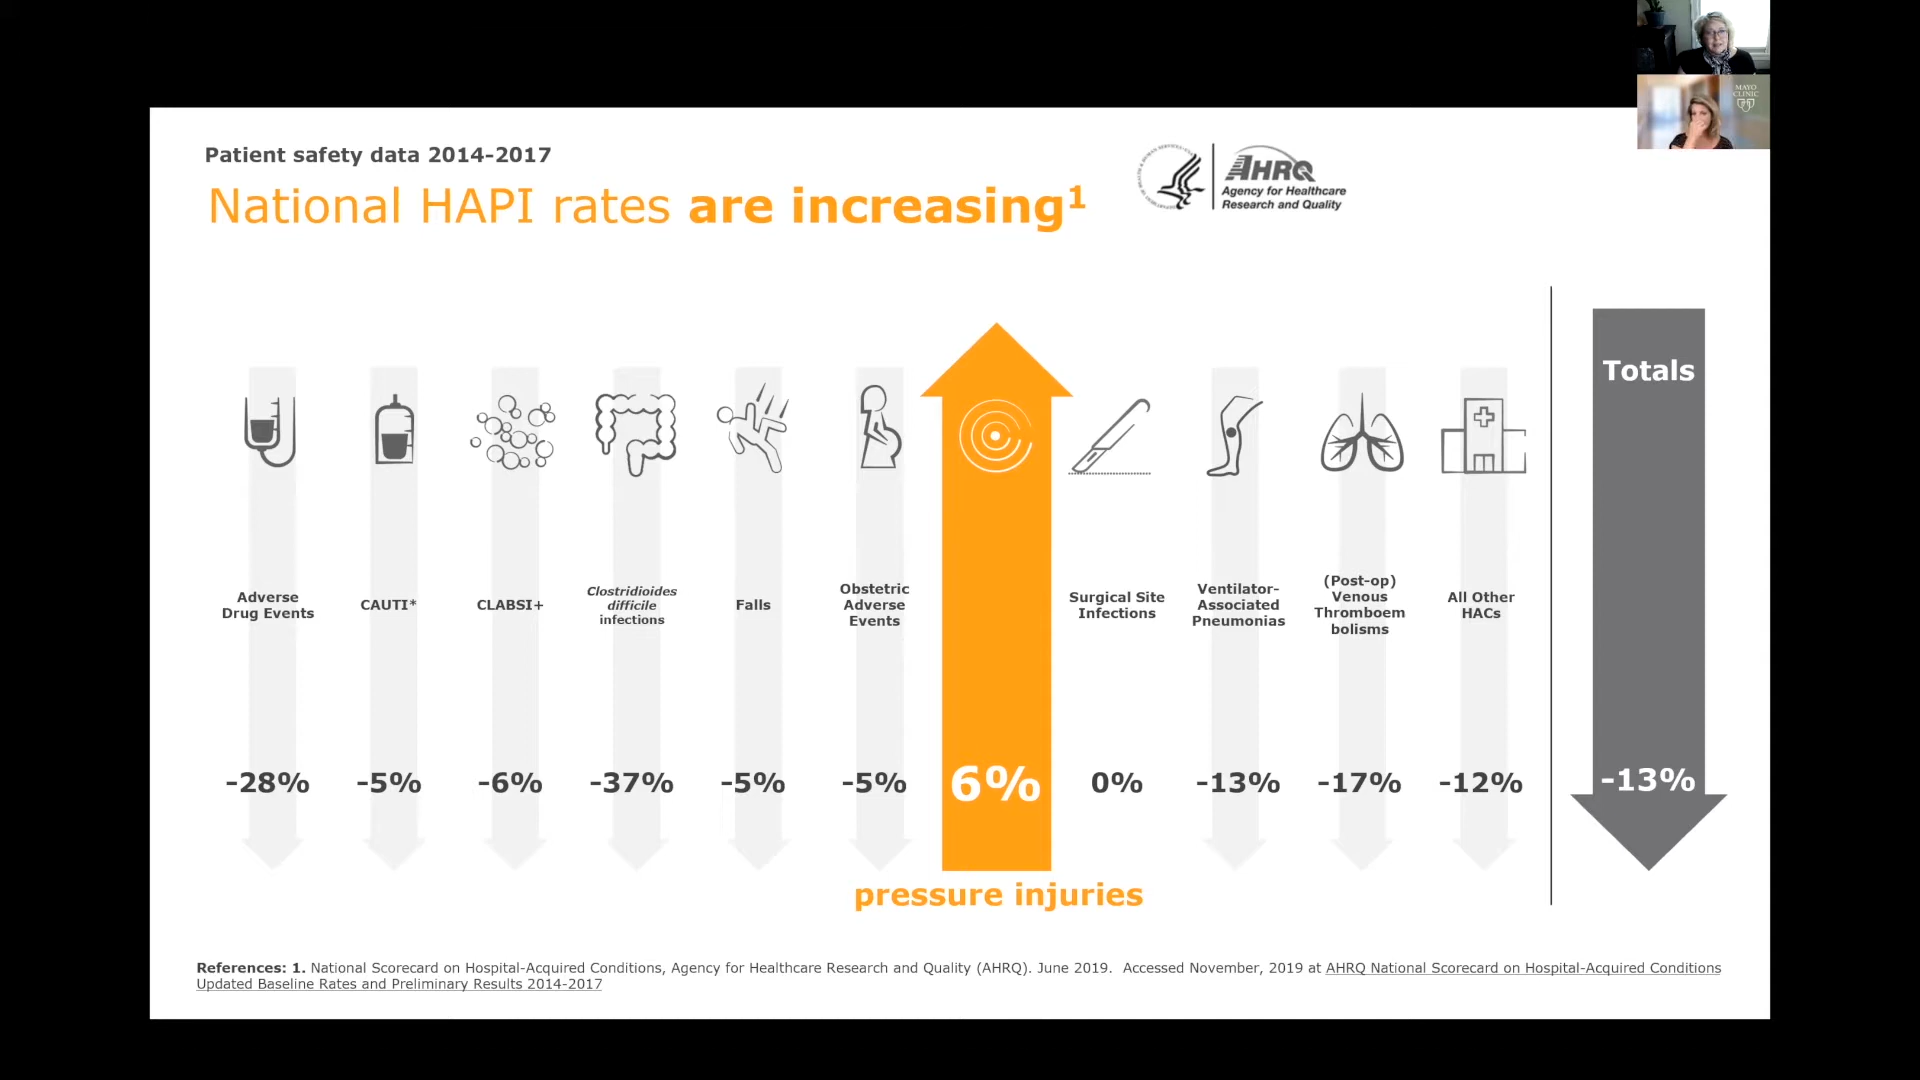 MAYO
CLINIC
Patient safety data 2014-2017
National HAPI rates are increasing¹
AHRQ
Agency for Healthcare
Research and Quality
Totals
Adverse
Drug Events
CAUTI*
CLABSI+
Clostridioides
difficile
infections
Falls
Obstetric
Adverse
Events
Surgical Site
Infections
Ventilator-
Associated
Pneumonias
(Post-op)
Venous
Thromboem
bolisms
All Other
HACs
-28%
-5%
-6%
-37%
-5%
-5%
6%
0%
-13%
-17%
-12%
-13%
pressure injuries
References: 1. National Scorecard on Hospital-Acquired Conditions, Agency for Healthcare Research and Quality (AHRQ). June 2019. Accessed November, 2019 at AHRQ National Scorecard on Hospital-Acquired Conditions
Updated Baseline Rates and Preliminary Results 2014-2017